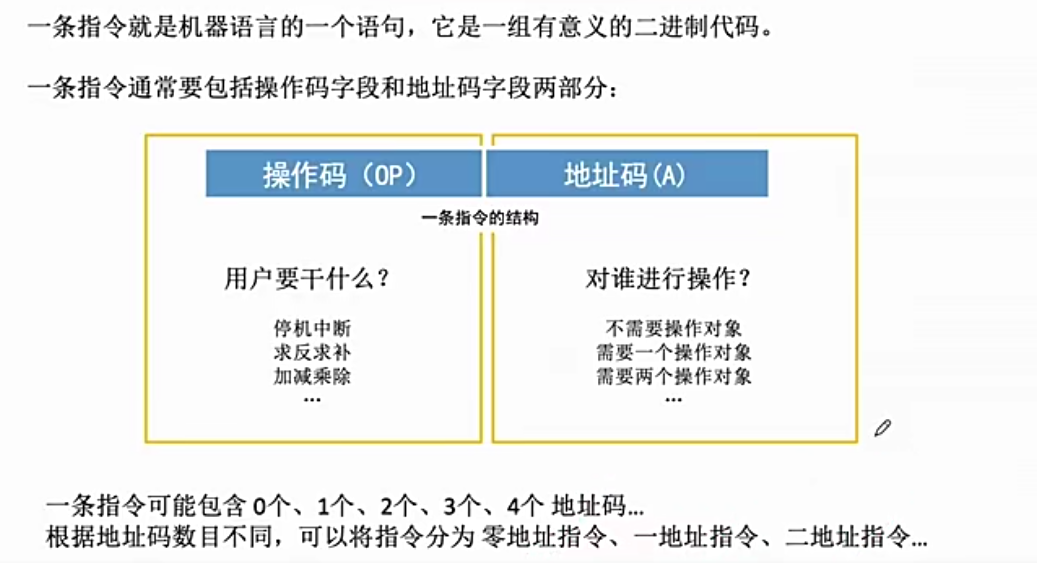 一条指令就是机器语言的一个语句，它是一组有意义的二进制代码。
一条指令通常要包括操作码字段和地址码字段两部分：
操作码（OP）
地址码(A)
一条指令的结构
用户要干什么？
停机中断
求反求补
加减乘除
...
对谁进行操作？
不需要操作对象
需要一个操作对象
需要两个操作对象
...
一条指令可能包含 0个、1个、2个、3个、4个 地址码...
根据地址码数目不同，可以将指令分为 零地址指令、一地址指令、二地址指令...